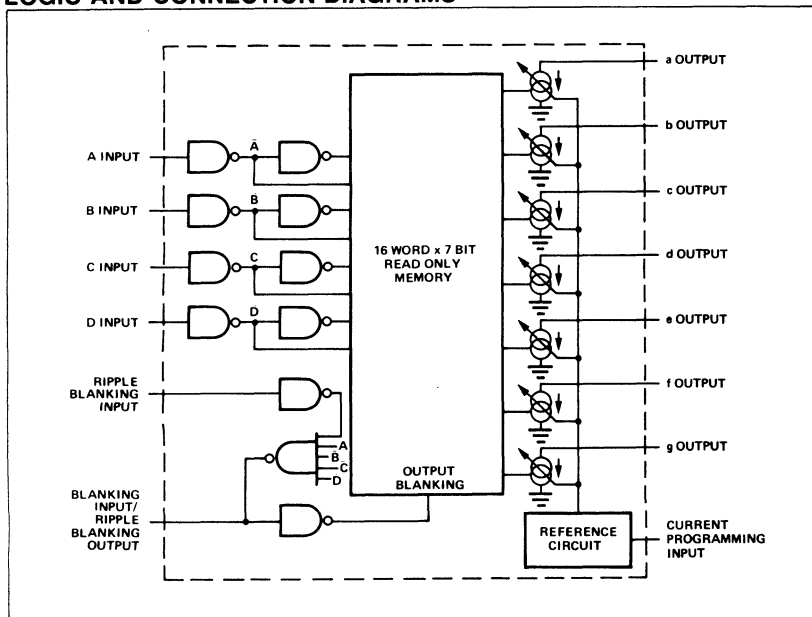 LOGIC AND CONNECTION DIAGRAMS
a OUTPUT
b OUTPUT
A INPUT
Ā
c OUTPUT
B INPUT
B̄
16 WORD x 7 BIT
READ ONLY
MEMORY
d OUTPUT
C INPUT
C
D INPUT
D̄
e OUTPUT
RIPPLE
BLANKING
INPUT
f OUTPUT
A
B̄
C̄
D
g OUTPUT
OUTPUT
BLANKING
BLANKING
INPUT/
RIPPLE
BLANKING
OUTPUT
REFERENCE
CIRCUIT
CURRENT
PROGRAMMING
INPUT